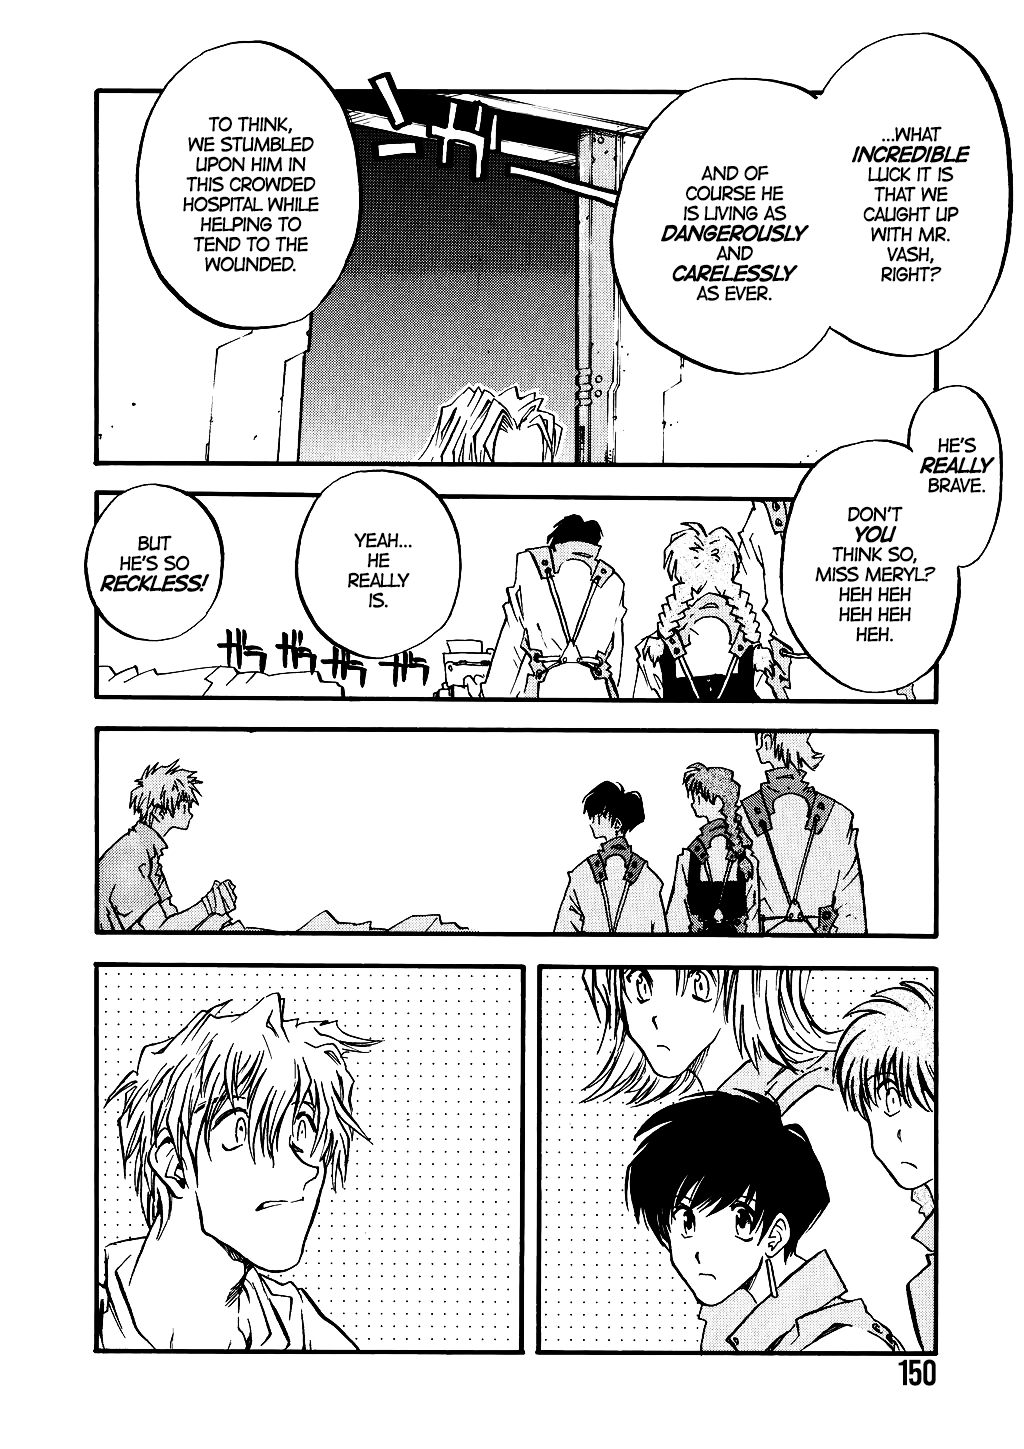 ...WHAT
INCREDIBLE
LUCK IT IS
THAT WE
CAUGHT UP
WITH MR.
VASH,
RIGHT?
AND OF
COURSE HE
IS LIVING AS
DANGEROUSLY
AND
CARELESSLY
AS EVER.
ガ
TO THINK,
WE STUMBLED
UPON HIM IN
THIS CROWDED
HOSPITAL WHILE
HELPING TO
TEND TO THE
WOUNDED.
HE'S
REALLY
BRAVE.
DON'T
YOU
THINK SO,
MISS MERYL?
HEH HEH
HEH HEH
HEH.
YEAH...
HE
REALLY
IS.
BUT
HE'S SO
RECKLESS!
150